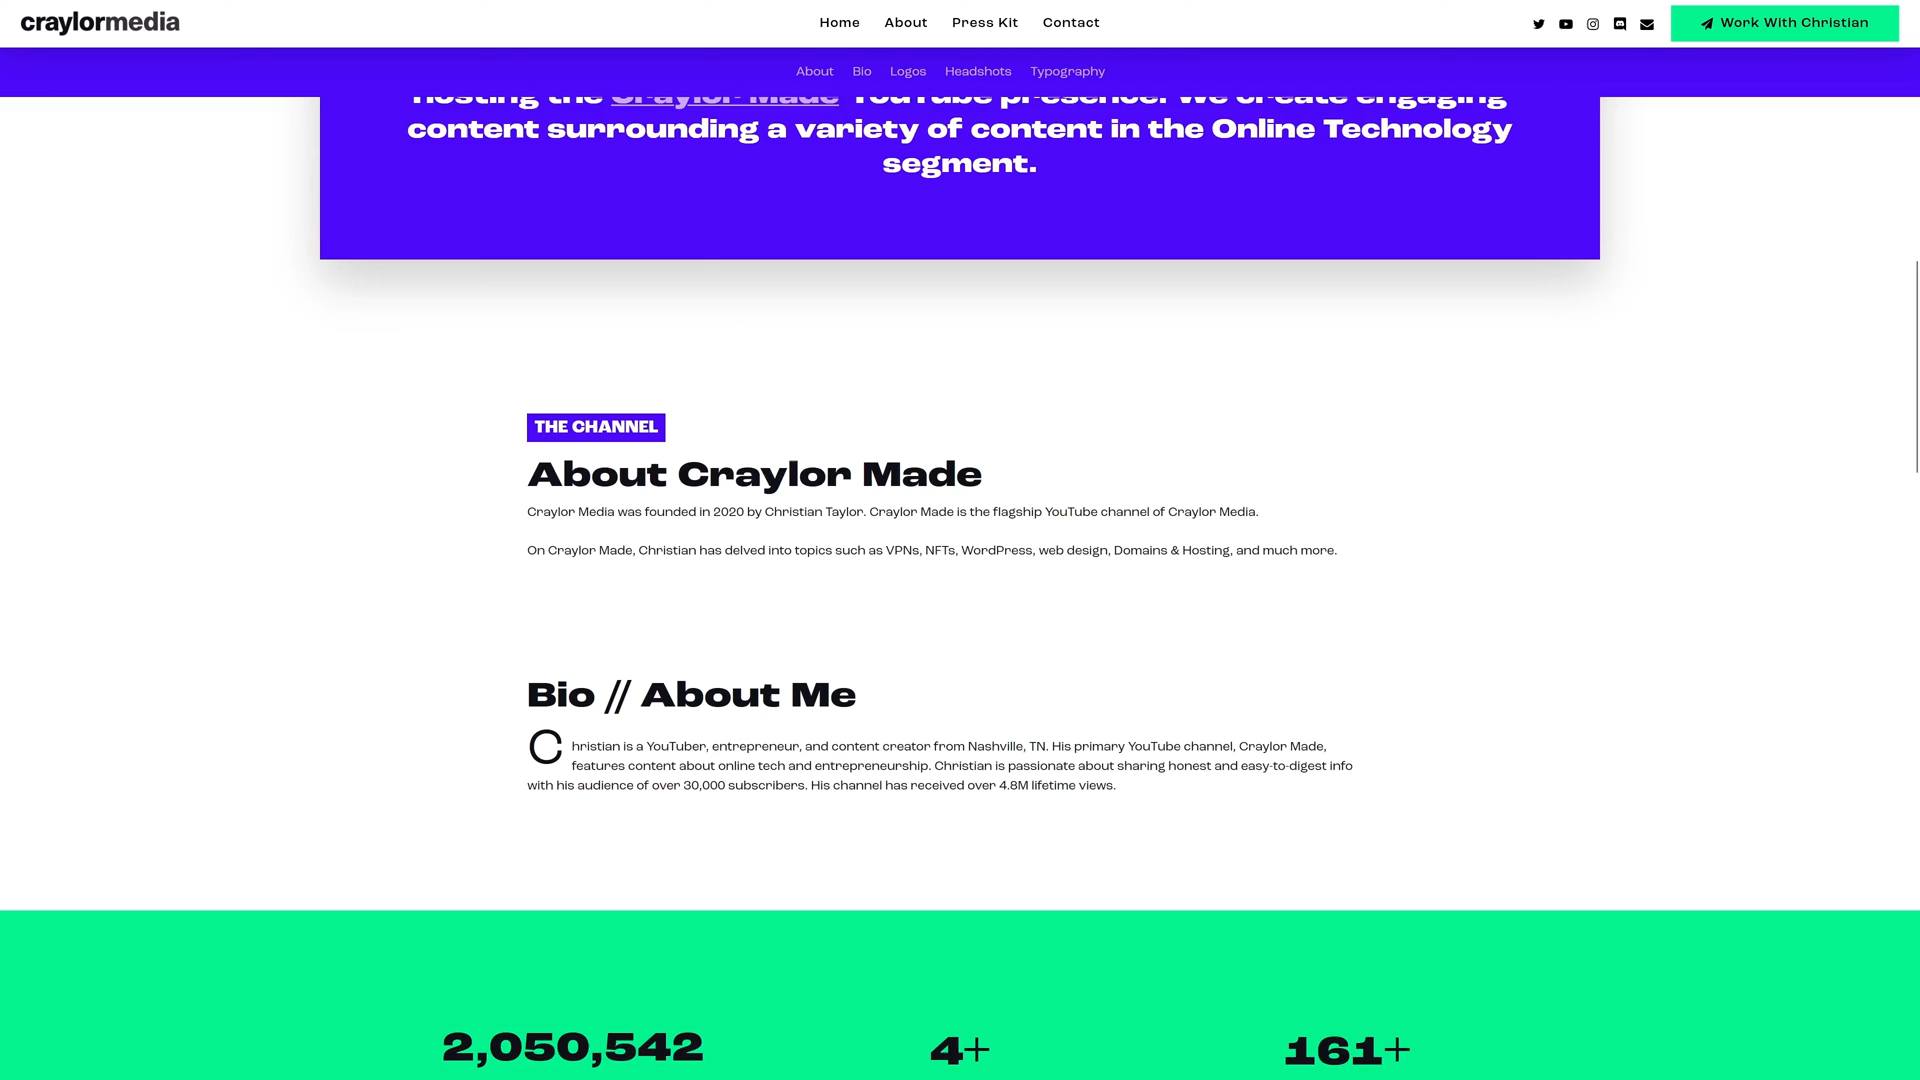 craylormedia
Home About Press Kit Contact
Work With Christian
About Bio Logos Headshots Typography
hosting the Craylor Made YouTube presence. We create engaging
content surrounding a variety of content in the Online Technology
segment.
THE CHANNEL
About Craylor Made
Craylor Media was founded in 2020 by Christian Taylor. Craylor Made is the flagship YouTube channel of Craylor Media.
On Craylor Made, Christian has delved into topics such as VPNs, NFTs, WordPress, web design, Domains & Hosting, and much more.
Bio // About Me
Christian is a YouTuber, entrepreneur, and content creator from Nashville, TN. His primary YouTube channel, Craylor Made,
features content about online tech and entrepreneurship. Christian is passionate about sharing honest and easy-to-digest info
with his audience of over 30,000 subscribers. His channel has received over 4.8M lifetime views.
2,050,542 4+ 161+